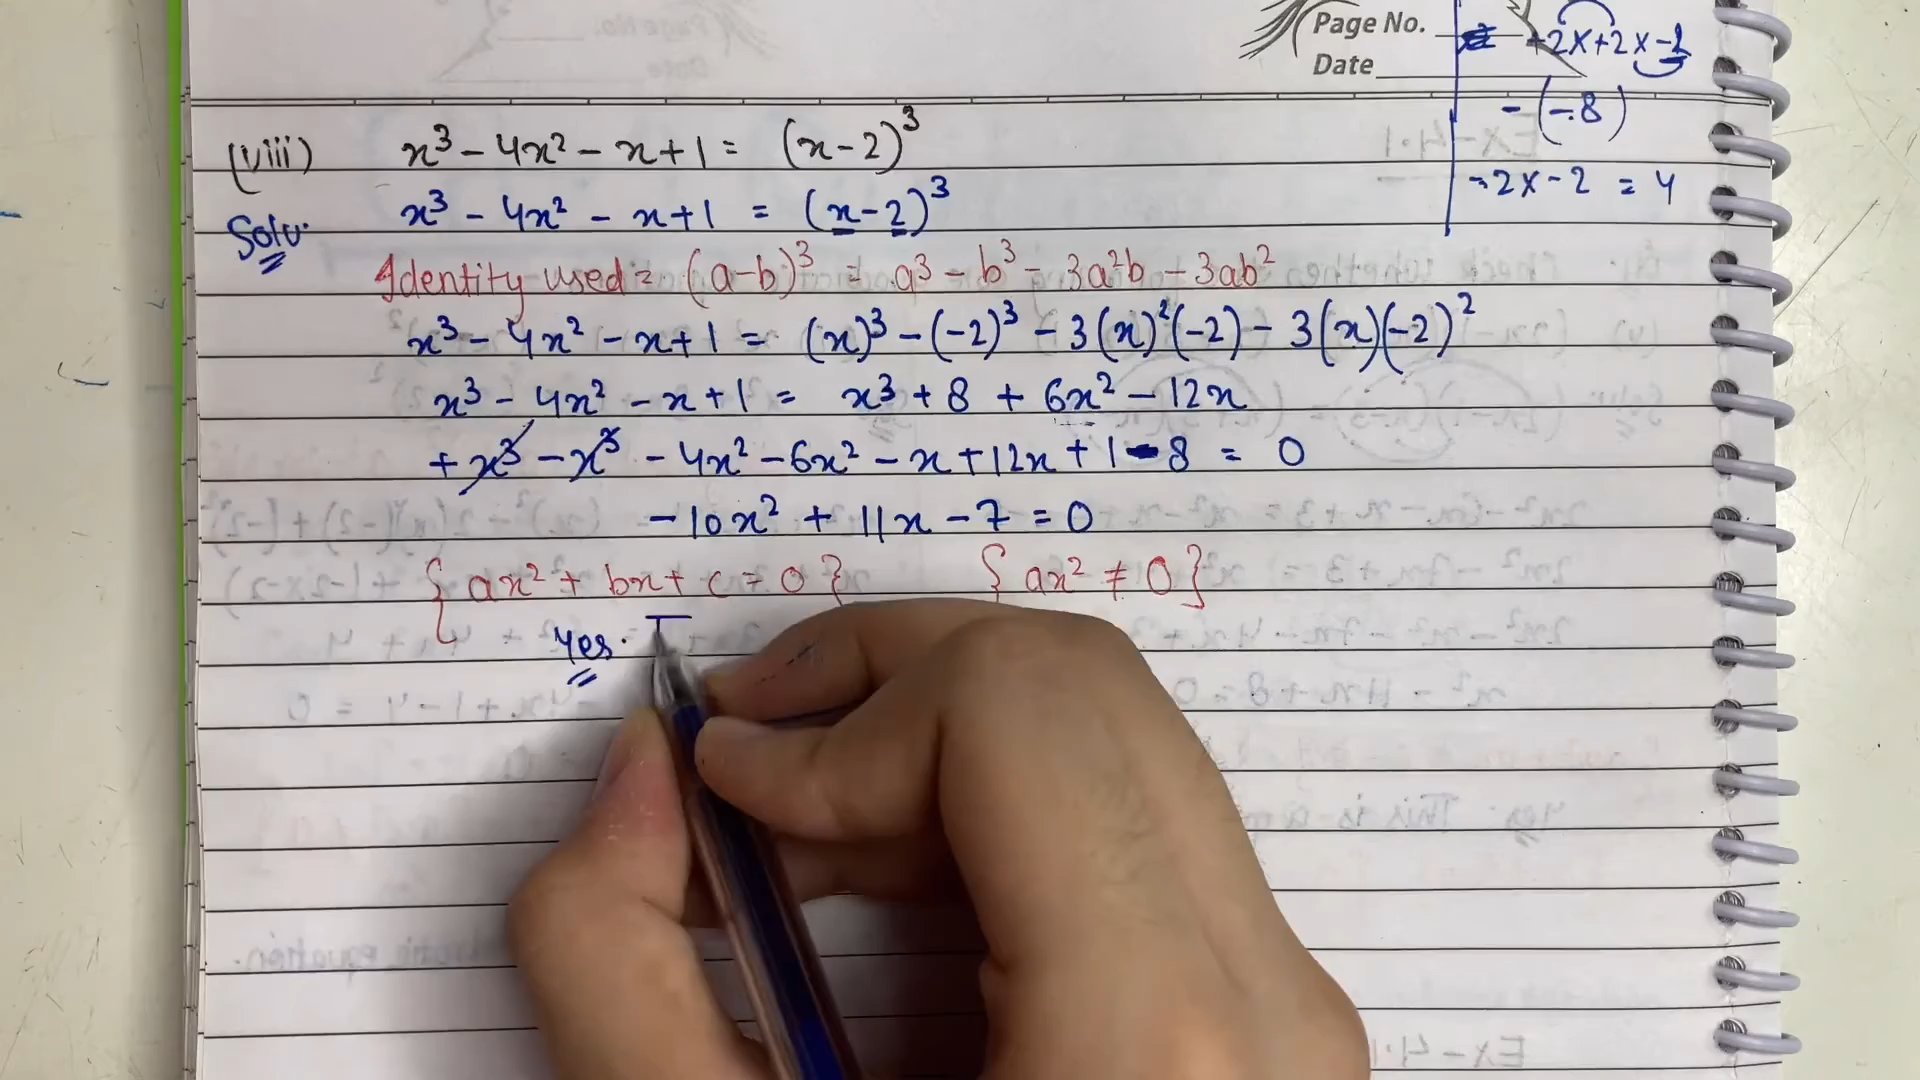 Page No.
Date
-2x+2x-2
-(-8)
-2x-2 = 4
(viii) x³ - 4x² - x + 1 = (x-2)³
Solu. x³ - 4x² - x + 1 = (x-2)³
Identity used = (a-b)³ = a³ - b³ - 3a²b - 3ab²
x³ - 4x² - x + 1 = (x)³ - (-2)³ - 3(x)²(-2) - 3(x)(-2)²
x³ - 4x² - x + 1 = x³ + 8 + 6x² - 12x
+ x³ - x³ - 4x² - 6x² - x + 12x + 1 - 8 = 0
-10x² + 11x - 7 = 0
{ax² + bx + c = 0} {ax² ≠ 0}
Yes.